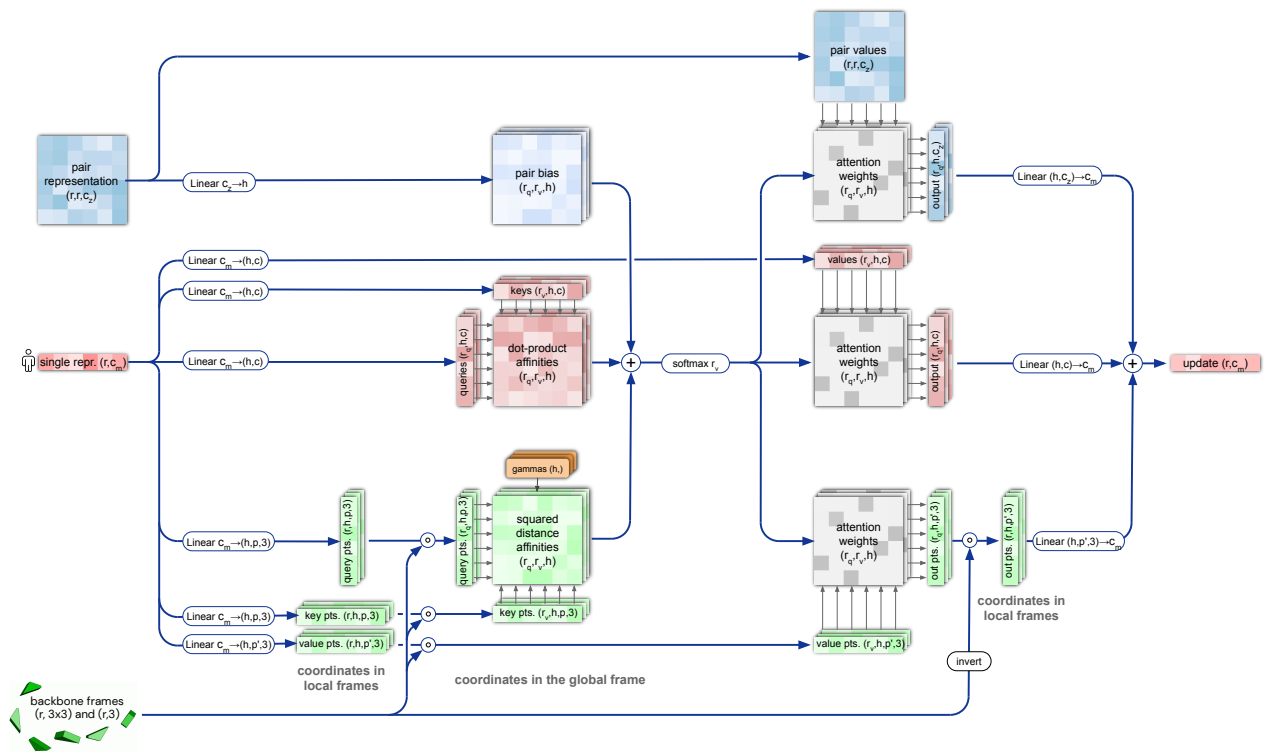 pair values
(r,r,c_z)
pair
representation
(r,r,c_z)
Linear c_z→h
pair bias
(r_q,r_v,h)
attention
weights
(r_q,r_v,h)
output (r_q,h,c_z)
Linear (h,c_z)→c_m
Linear c_m→(h,c)
values (r_v,h,c)
Linear c_m→(h,c)
keys (r_v,h,c)
single repr. (r,c_m)
Linear c_m→(h,c)
queries (r_q,h,c)
dot-product
affinities
(r_q,r_v,h)
+
softmax r_v
attention
weights
(r_q,r_v,h)
output (r_q,h,c)
Linear (h,c)→c_m
+
update (r,c_m)
gammas (h,)
Linear c_m→(h,p,3)
query pts. (r,h,p,3)
query pts. (r_q,h,p,3)
squared
distance
affinities
(r_q,r_v,h)
attention
weights
(r_q,r_v,h)
out pts. (r_q,h,p',3)
out pts. (r,h,p',3)
Linear (h,p',3)→c_m
Linear c_m→(h,p,3)
key pts. (r,h,p,3)
key pts. (r_v,h,p,3)
coordinates in
local frames
Linear c_m→(h,p',3)
value pts. (r,h,p',3)
value pts. (r_v,h,p',3)
invert
coordinates in
local frames
coordinates in the global frame
backbone frames
(r, 3x3) and (r,3)